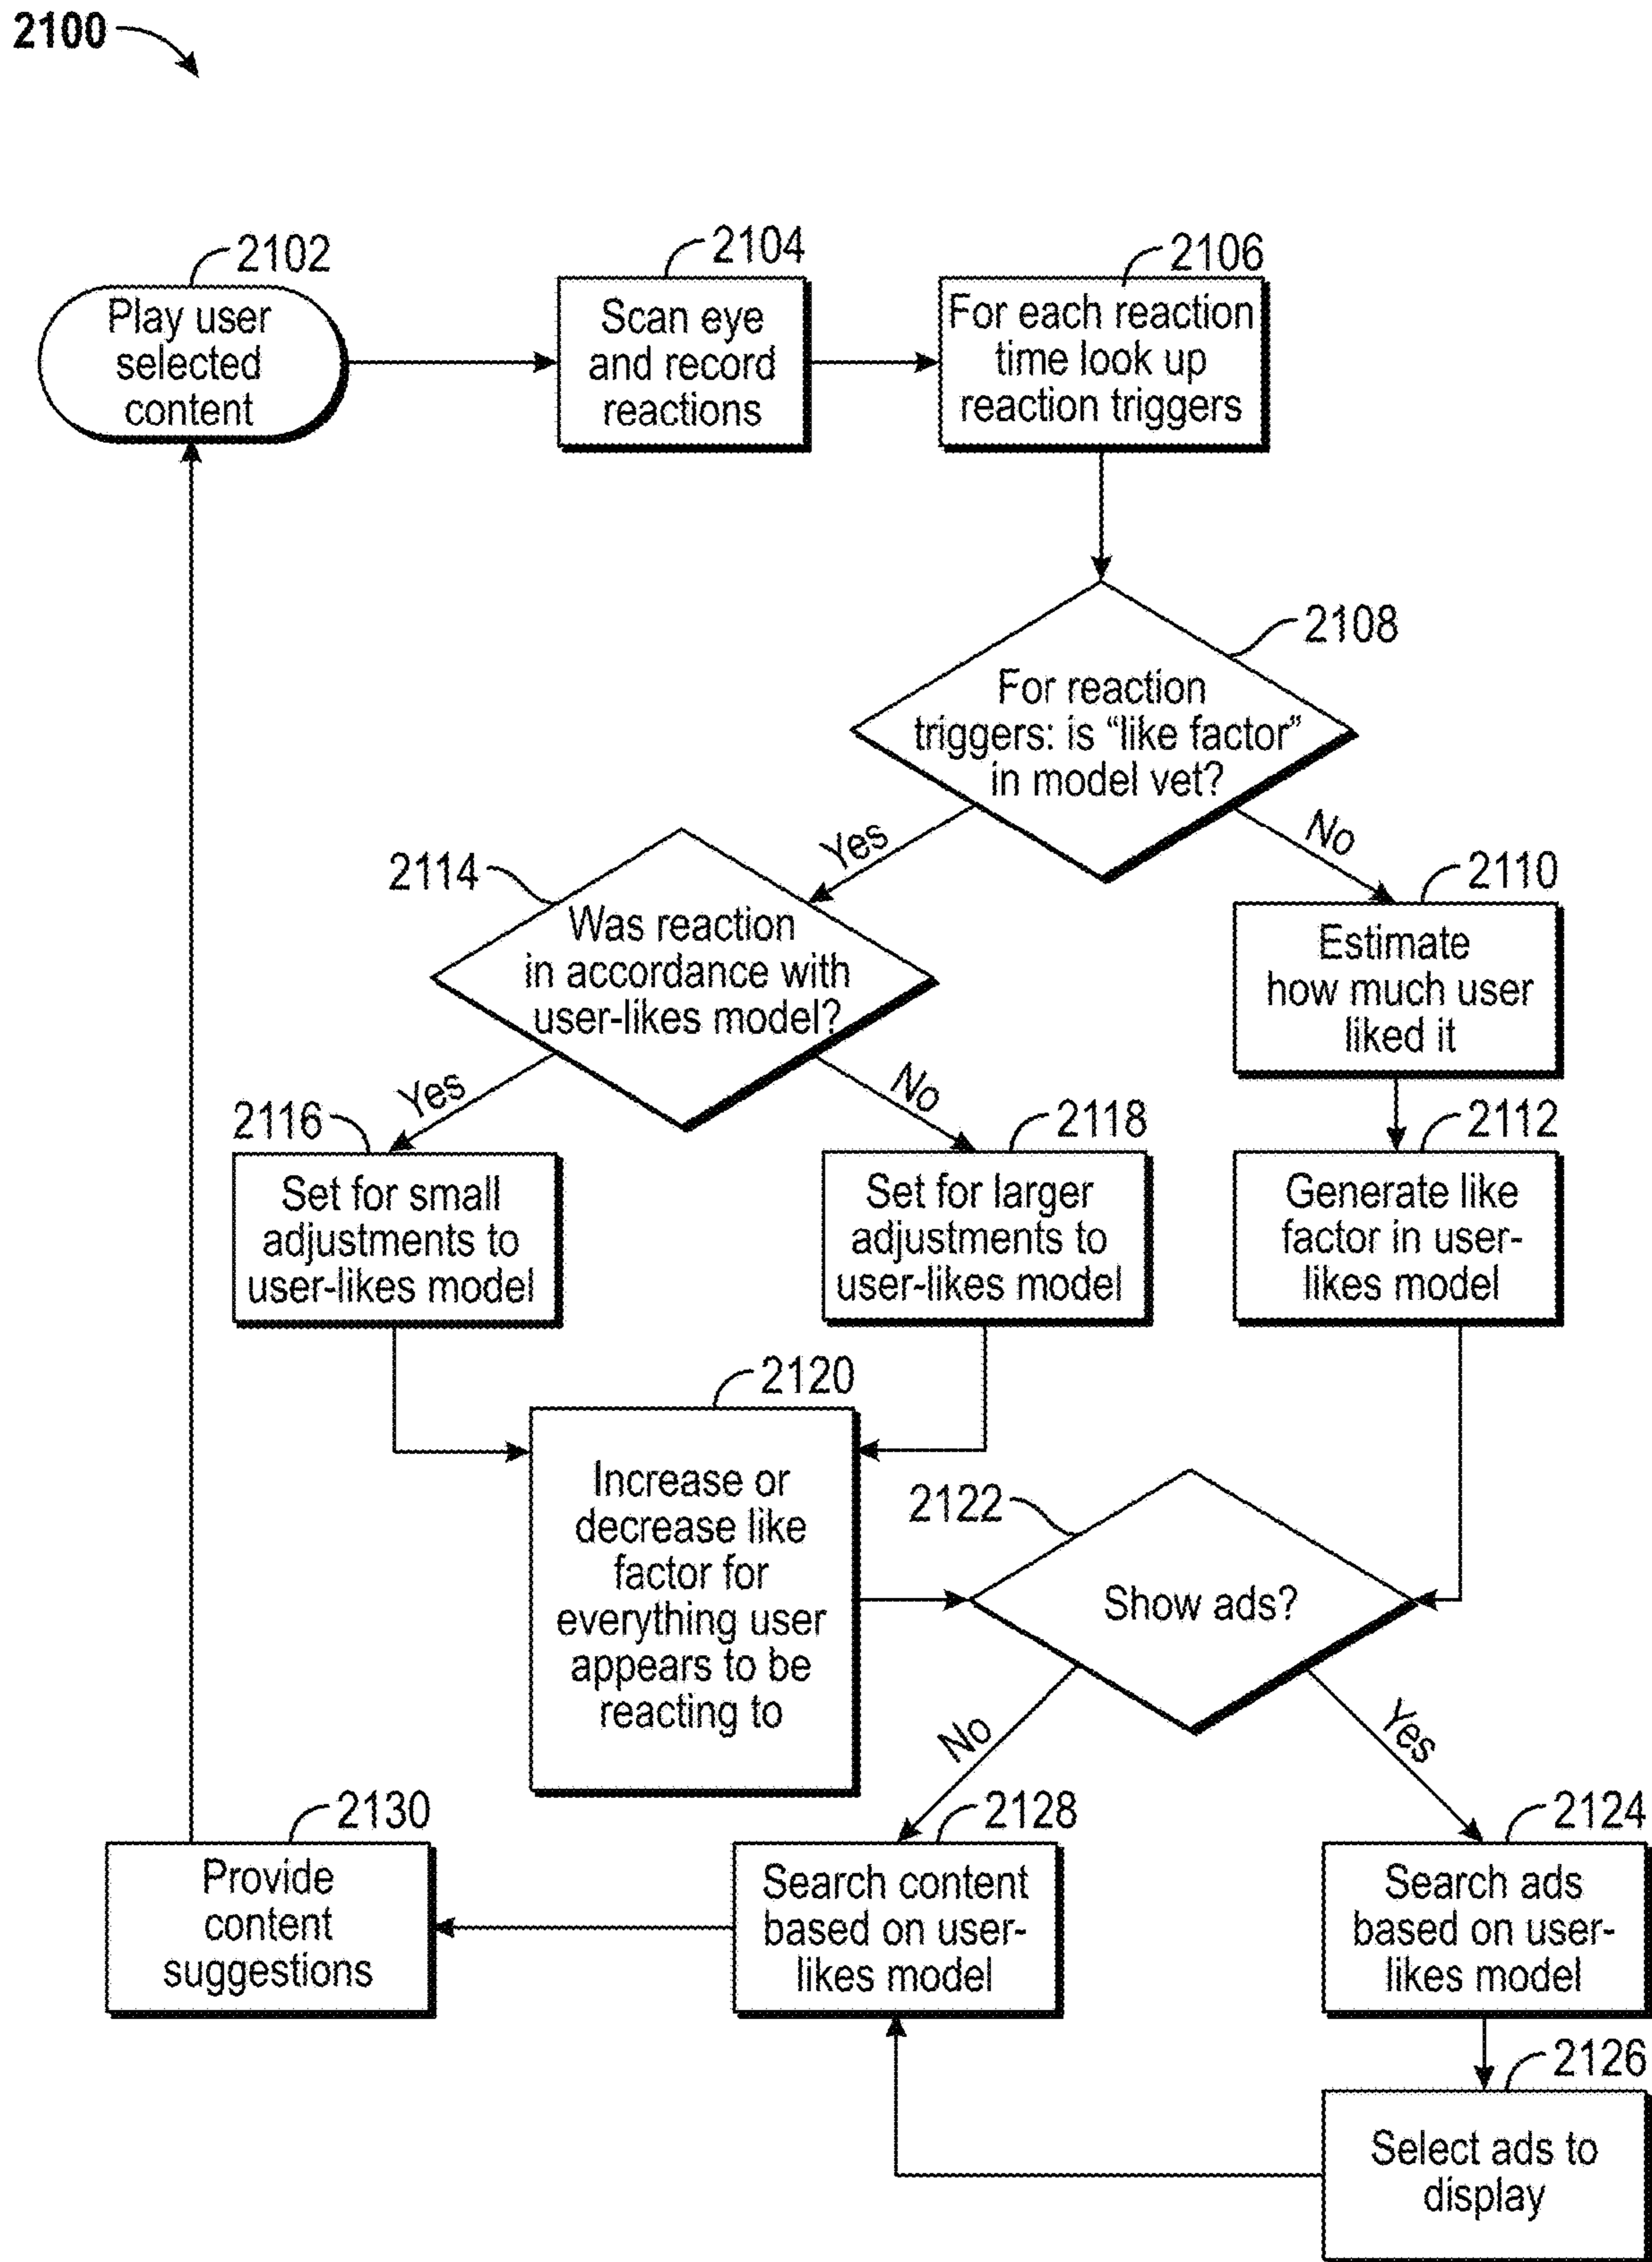 2100
2102
Play user
selected
content
2104
Scan eye
and record
reactions
2106
For each reaction
time look up
reaction triggers
2108
For reaction
triggers: is “like factor”
in model vet?
Yes
No
2114
Was reaction
in accordance with
user-likes model?
2110
Estimate
how much user
liked it
Yes
No
2116
Set for small
adjustments to
user-likes model
2118
Set for larger
adjustments to
user-likes model
2112
Generate like
factor in user-
likes model
2120
Increase or
decrease like
factor for
everything user
appears to be
reacting to
2122
Show ads?
No
Yes
2130
Provide
content
suggestions
2128
Search content
based on user-
likes model
2124
Search ads
based on user-
likes model
2126
Select ads to
display